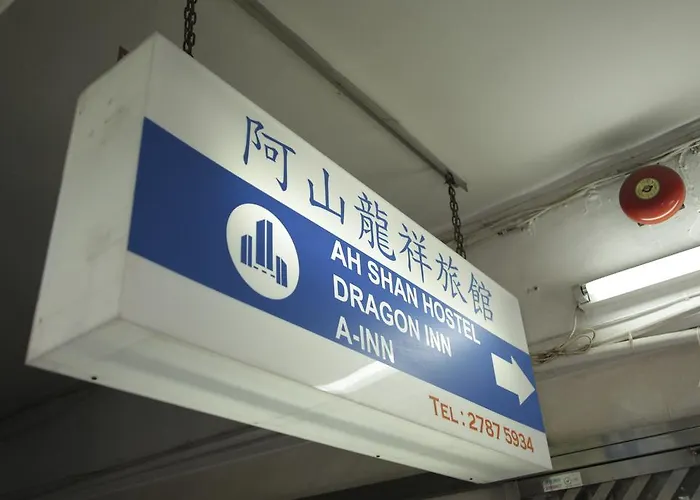 阿山龍祥旅館
AH SHAN HOSTEL
DRAGON INN
A-INN
TEL : 2787 5934